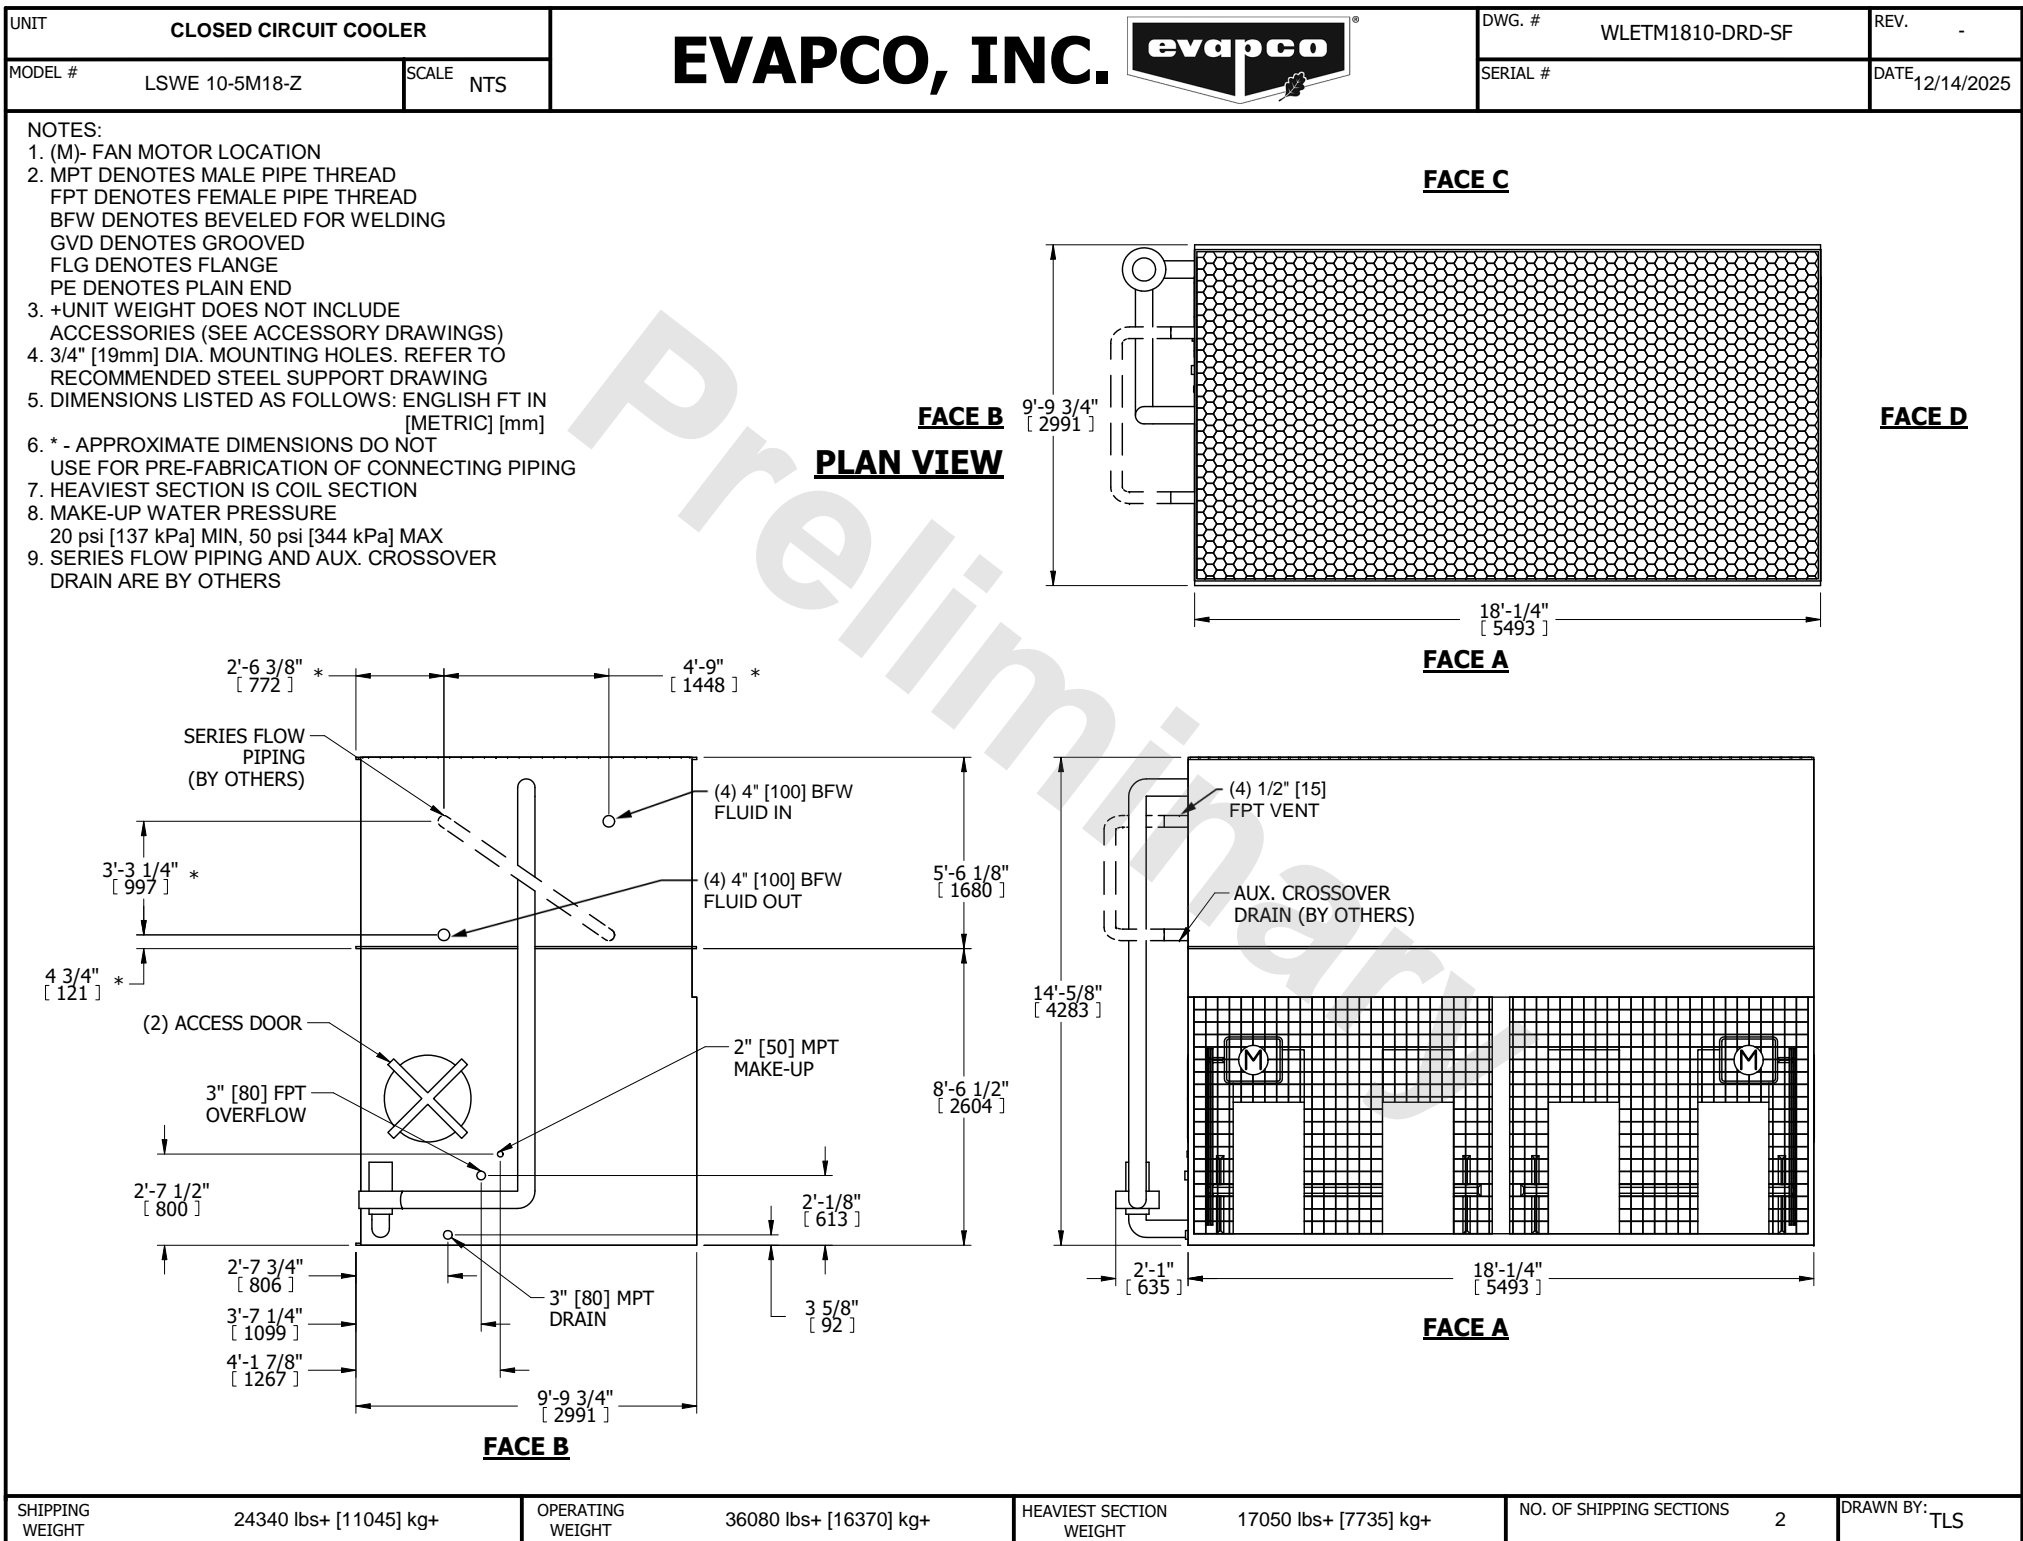 UNIT
CLOSED CIRCUIT COOLER
MODEL #
LSWE 10-5M18-Z
SCALE
NTS
EVAPCO, INC.
evapco
®
DWG. #
WLETM1810-DRD-SF
REV.
-
SERIAL #
DATE
12/14/2025
NOTES:
1. (M)- FAN MOTOR LOCATION
2. MPT DENOTES MALE PIPE THREAD
FPT DENOTES FEMALE PIPE THREAD
BFW DENOTES BEVELED FOR WELDING
GVD DENOTES GROOVED
FLG DENOTES FLANGE
PE DENOTES PLAIN END
3. +UNIT WEIGHT DOES NOT INCLUDE
ACCESSORIES (SEE ACCESSORY DRAWINGS)
4. 3/4" [19mm] DIA. MOUNTING HOLES. REFER TO
RECOMMENDED STEEL SUPPORT DRAWING
5. DIMENSIONS LISTED AS FOLLOWS: ENGLISH FT IN
[METRIC] [mm]
6. * - APPROXIMATE DIMENSIONS DO NOT
USE FOR PRE-FABRICATION OF CONNECTING PIPING
7. HEAVIEST SECTION IS COIL SECTION
8. MAKE-UP WATER PRESSURE
20 psi [137 kPa] MIN, 50 psi [344 kPa] MAX
9. SERIES FLOW PIPING AND AUX. CROSSOVER
DRAIN ARE BY OTHERS
Preliminary
FACE C
FACE B
PLAN VIEW
9'-9 3/4"
[ 2991 ]
FACE D
18'-1/4"
[ 5493 ]
FACE A
2'-6 3/8" *
[ 772 ]
4'-9" *
[ 1448 ]
SERIES FLOW
PIPING
(BY OTHERS)
(4) 4" [100] BFW
FLUID IN
3'-3 1/4" *
[ 997 ]
(4) 4" [100] BFW
FLUID OUT
5'-6 1/8"
[ 1680 ]
4 3/4" *
[ 121 ]
(2) ACCESS DOOR
2" [50] MPT
MAKE-UP
3" [80] FPT
OVERFLOW
8'-6 1/2"
[ 2604 ]
2'-7 1/2"
[ 800 ]
2'-1/8"
[ 613 ]
2'-7 3/4"
[ 806 ]
3" [80] MPT
DRAIN
3 5/8"
[ 92 ]
3'-7 1/4"
[ 1099 ]
4'-1 7/8"
[ 1267 ]
9'-9 3/4"
[ 2991 ]
FACE B
(4) 1/2" [15]
FPT VENT
AUX. CROSSOVER
DRAIN (BY OTHERS)
14'-5/8"
[ 4283 ]
M
M
2'-1"
[ 635 ]
18'-1/4"
[ 5493 ]
FACE A
SHIPPING
WEIGHT
24340 lbs+ [11045] kg+
OPERATING
WEIGHT
36080 lbs+ [16370] kg+
HEAVIEST SECTION
WEIGHT
17050 lbs+ [7735] kg+
NO. OF SHIPPING SECTIONS
2
DRAWN BY:
TLS